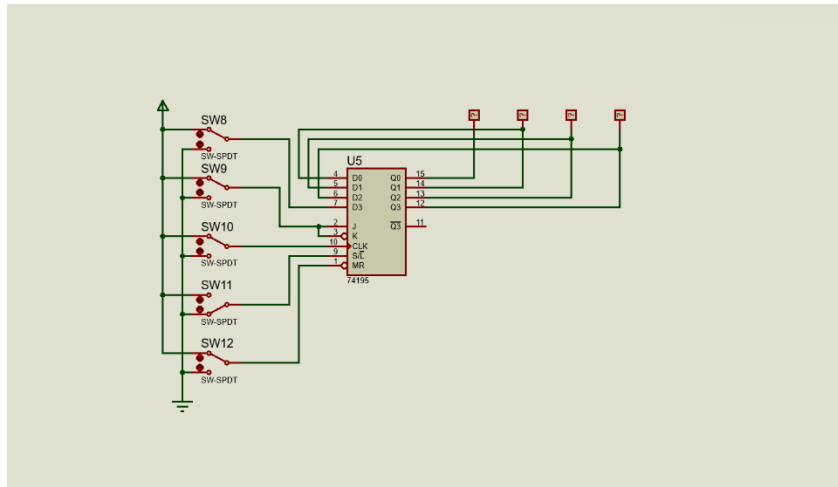 SW8
SW-SPDT
SW9
SW-SPDT
SW10
SW-SPDT
SW11
SW-SPDT
SW12
SW-SPDT
? ? ? ?
U5
4 D0 Q0 15
5 D1 Q1 14
6 D2 Q2 13
7 D3 Q3 12
2 J Q3 11
3 K
10 CLK
9 S/L
1 MR
74195